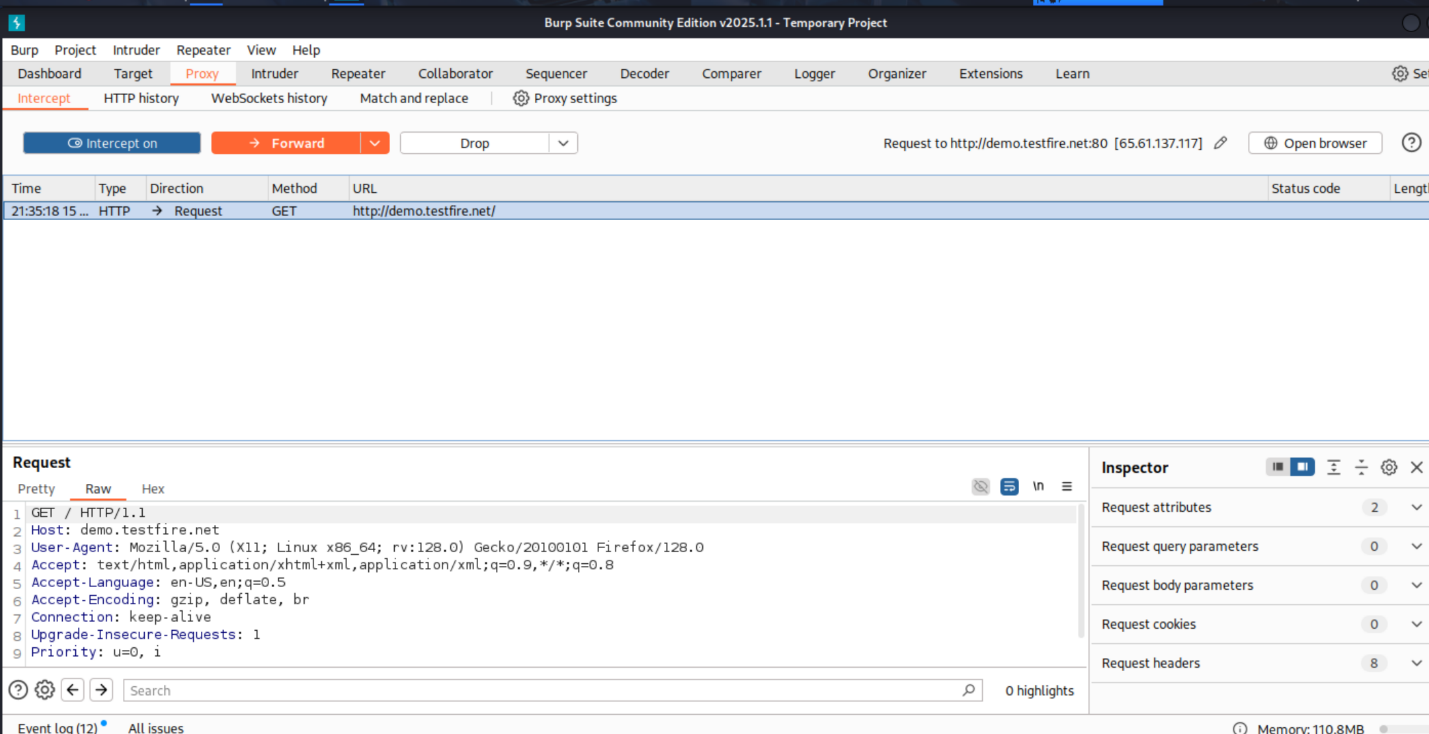 Burp Suite Community Edition v2025.1.1 - Temporary Project
Burp Project Intruder Repeater View Help
Dashboard Target Proxy Intruder Repeater Collaborator Sequencer Decoder Comparer Logger Organizer Extensions Learn
Intercept HTTP history WebSockets history Match and replace Proxy settings
Intercept on Forward Drop Request to http://demo.testfire.net:80 [65.61.137.117] Open browser
Time Type Direction Method URL Status code
21:35:18 15 ... HTTP → Request GET http://demo.testfire.net/
Request
Pretty Raw Hex \n
1 GET / HTTP/1.1
2 Host: demo.testfire.net
3 User-Agent: Mozilla/5.0 (X11; Linux x86_64; rv:128.0) Gecko/20100101 Firefox/128.0
4 Accept: text/html,application/xhtml+xml,application/xml;q=0.9,*/*;q=0.8
5 Accept-Language: en-US,en;q=0.5
6 Accept-Encoding: gzip, deflate, br
7 Connection: keep-alive
8 Upgrade-Insecure-Requests: 1
9 Priority: u=0, i
Search 0 highlights
Inspector
Request attributes 2
Request query parameters 0
Request body parameters 0
Request cookies 0
Request headers 8
Event log (12) All issues Memory: 110.8MB